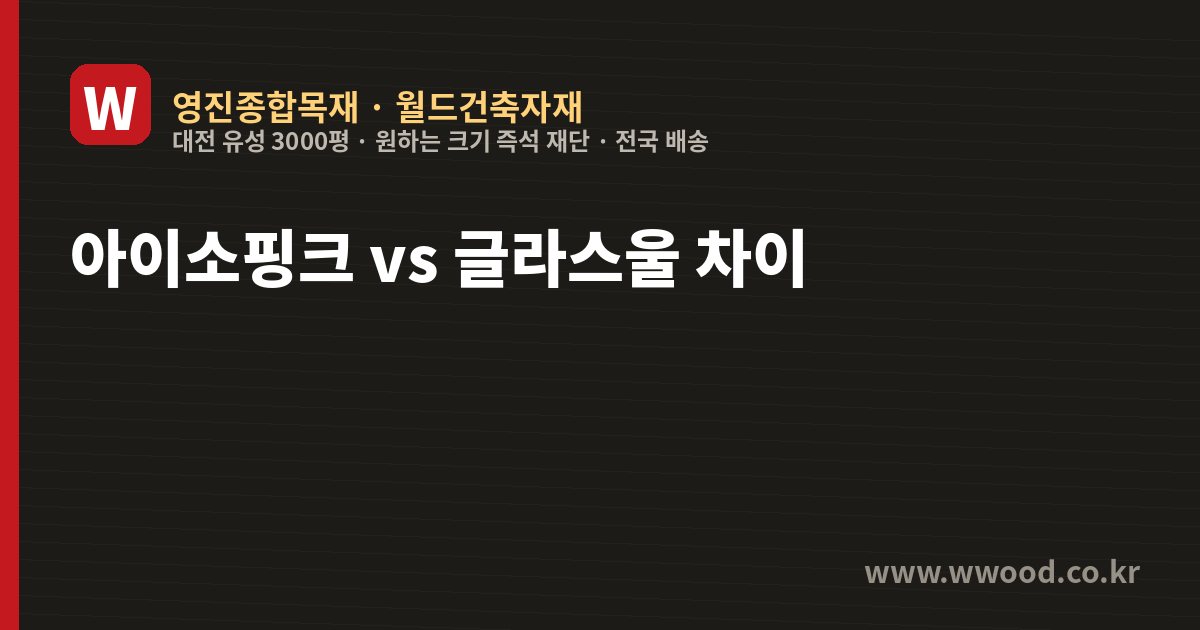 W
영진종합목재 · 월드건축자재
대전 유성 3000평 · 원하는 크기 즉석 재단 · 전국 배송
아이소핑크 vs 글라스울 차이
www.wwood.co.kr